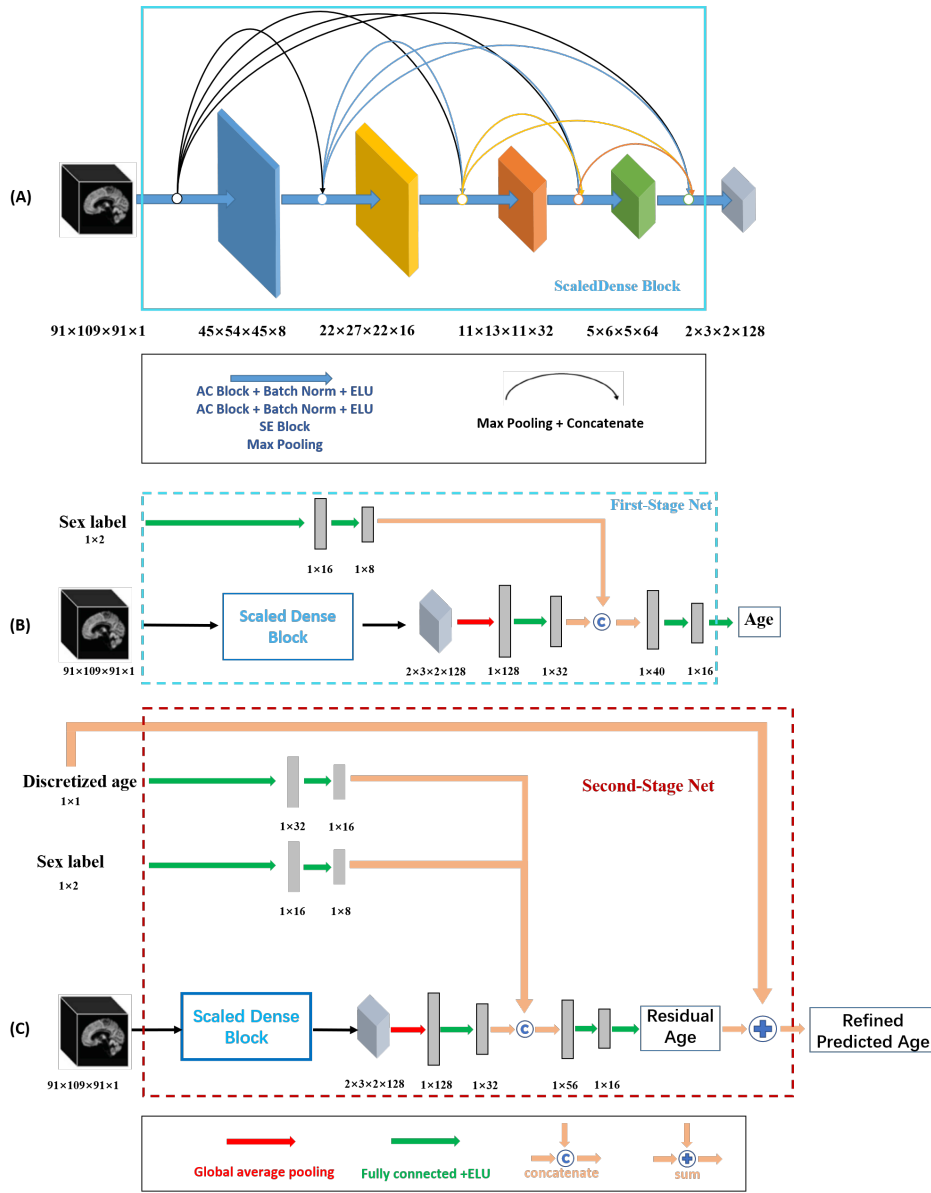 (A)
ScaledDense Block
91×109×91×1
45×54×45×8
22×27×22×16
11×13×11×32
5×6×5×64
2×3×2×128
AC Block + Batch Norm + ELU
AC Block + Batch Norm + ELU
SE Block
Max Pooling
Max Pooling + Concatenate
First-Stage Net
Sex label
1×2
1×16
1×8
(B)
Scaled Dense
Block
C
Age
91×109×91×1
2×3×2×128
1×128
1×32
1×40
1×16
Second-Stage Net
Discretized age
1×1
1×32
1×16
Sex label
1×2
1×16
1×8
(C)
Scaled Dense
Block
C
Residual
Age
Refined
Predicted Age
91×109×91×1
2×3×2×128
1×128
1×32
1×56
1×16
Global average pooling
Fully connected +ELU
C
concatenate
sum